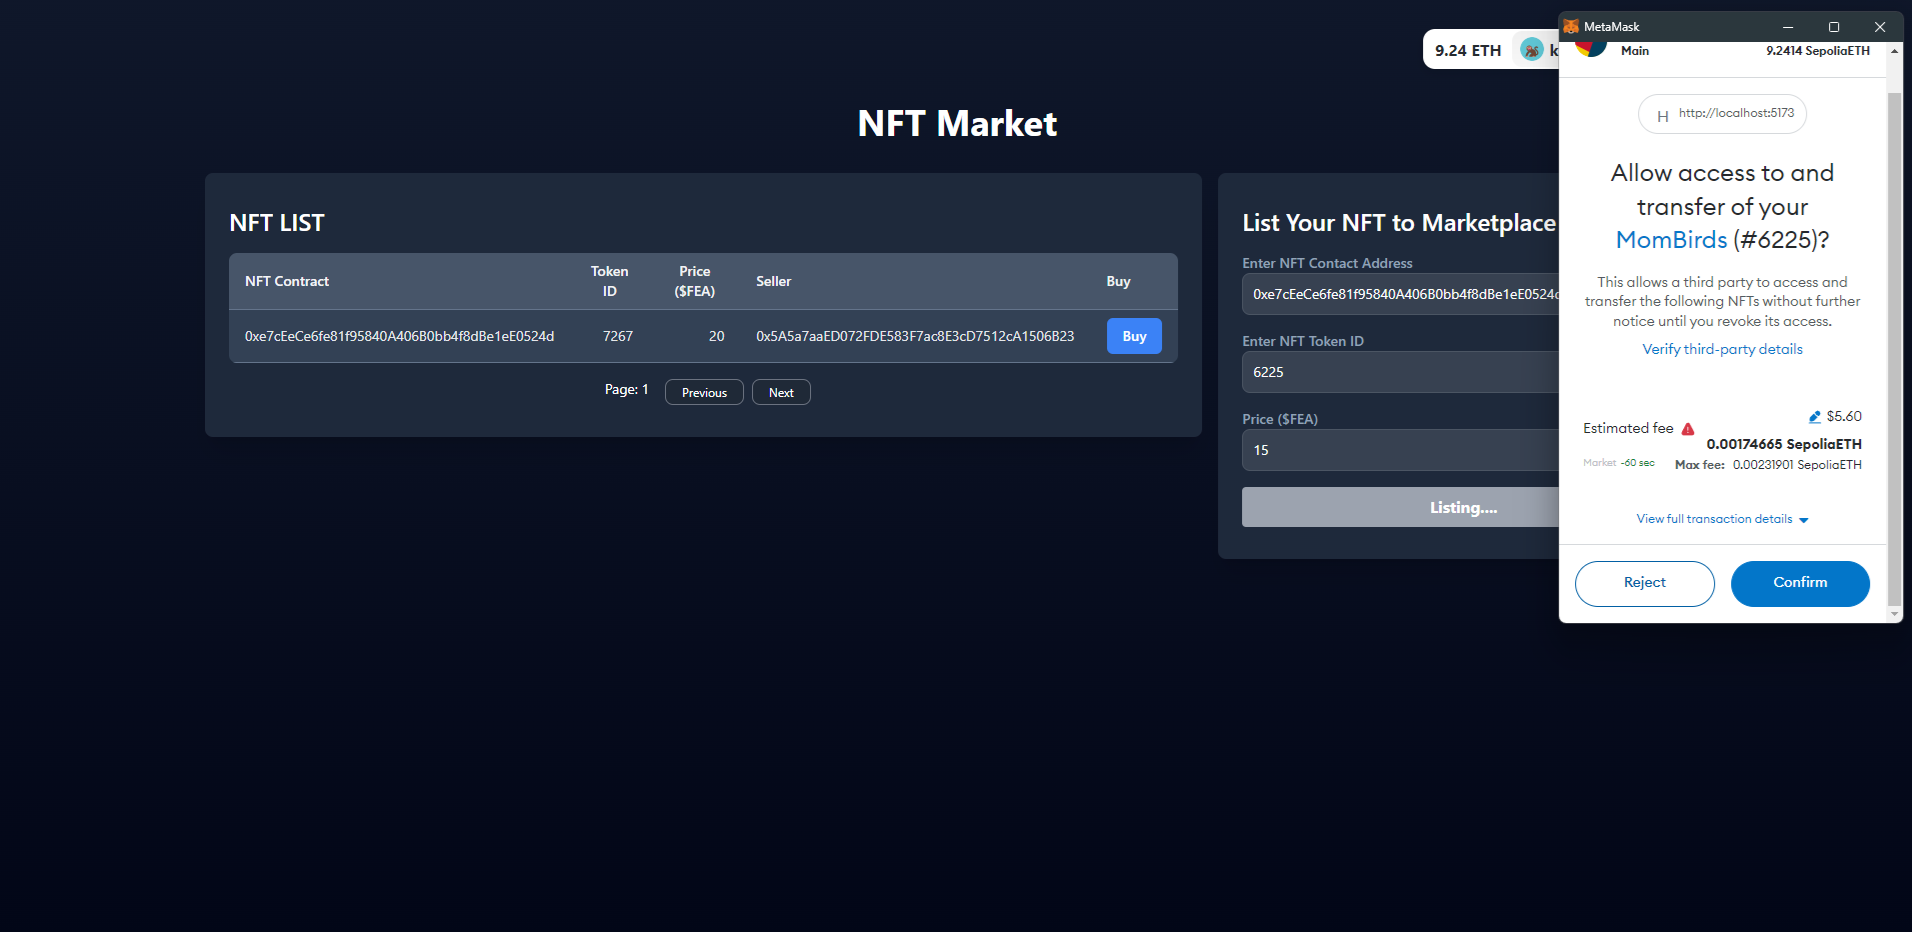 9.24 ETH
k
NFT Market
NFT LIST
NFT Contract
Token
ID
Price
($FEA)
Seller
Buy
0xe7cEeCe6fe81f95840A406B0bb4f8dBe1eE0524d
7267
20
0x5A5a7aaED072FDE583F7ac8E3cD7512cA1506B23
Buy
Page: 1
Previous
Next
List Your NFT to Marketplace
Enter NFT Contact Address
0xe7cEeCe6fe81f95840A406B0bb4f8dBe1eE0524d
Enter NFT Token ID
6225
Price ($FEA)
15
Listing....
MetaMask
Main
9.2414 SepoliaETH
H
http://localhost:5173
Allow access to and
transfer of your
MomBirds (#6225)?
This allows a third party to access and
transfer the following NFTs without further
notice until you revoke its access.
Verify third-party details
$5.60
Estimated fee
0.00174665 SepoliaETH
Market ~60 sec
Max fee: 0.00231901 SepoliaETH
View full transaction details
Reject
Confirm